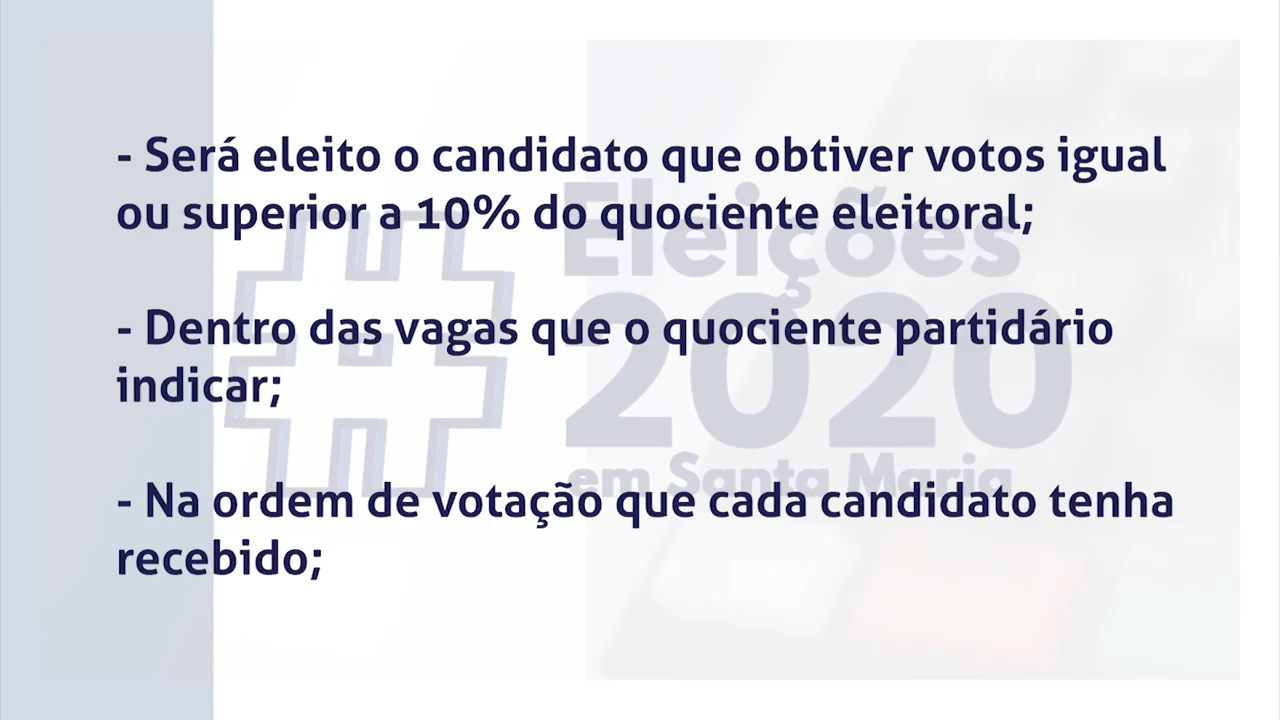 - Será eleito o candidato que obtiver votos igual
ou superior a 10% do quociente eleitoral;
- Dentro das vagas que o quociente partidário
indicar;
- Na ordem de votação que cada candidato tenha
recebido;
#Eleições
2020
em Santa Maria